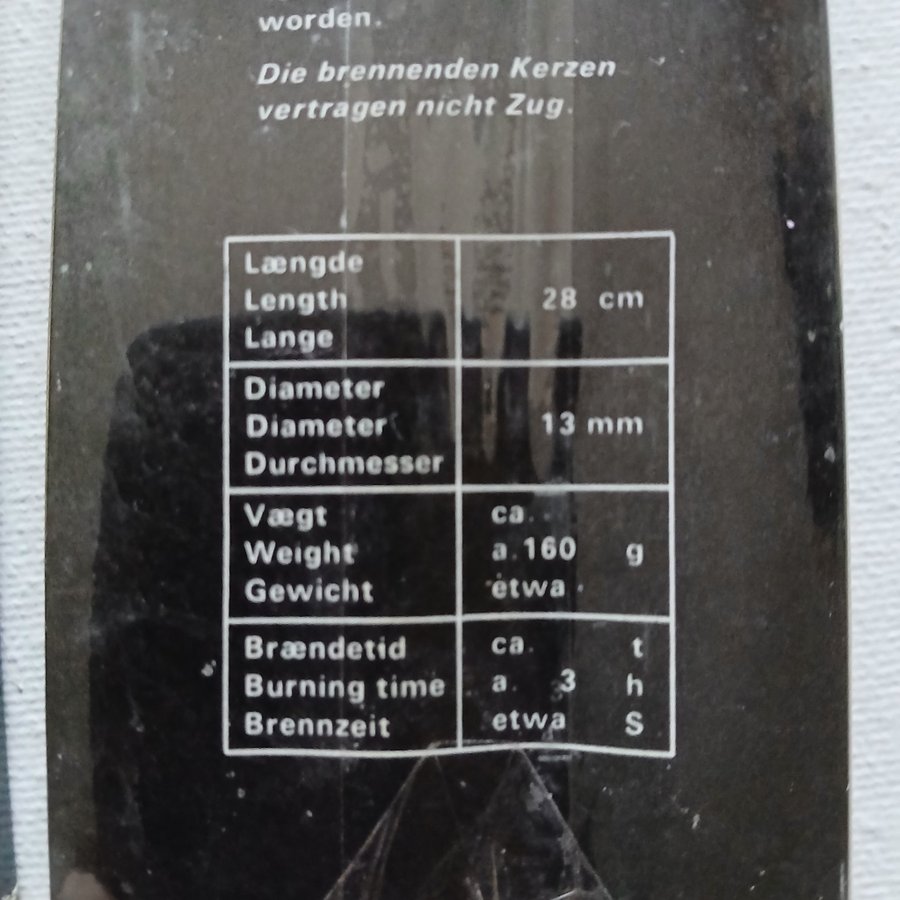 worden.
Die brennenden Kerzen
vertragen nicht Zug.
Længde
Length 28 cm
Lange
Diameter
Diameter 13 mm
Durchmesser
Vægt ca.
Weight a. 160 g
Gewicht etwa
Brændetid ca. t
Burning time a. 3 h
Brennzeit etwa S